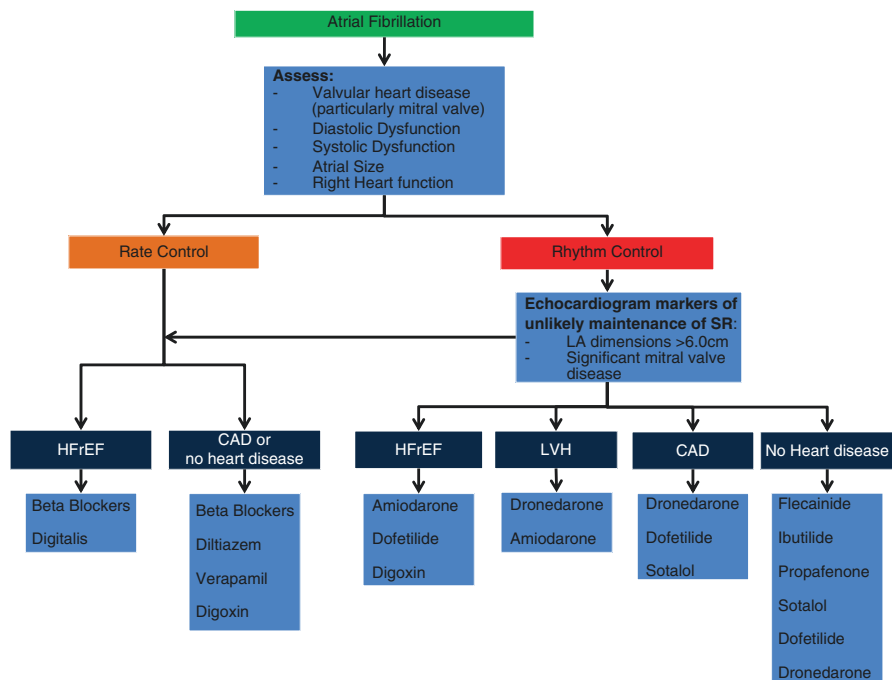 Atrial Fibrillation
Assess:
- Valvular heart disease
(particularly mitral valve)
- Diastolic Dysfunction
- Systolic Dysfunction
- Atrial Size
- Right Heart function
Rate Control
Rhythm Control
Echocardiogram markers of
unlikely maintenance of SR:
- LA dimensions >6.0cm
- Significant mitral valve
disease
HFrEF
CAD or
no heart disease
HFrEF
LVH
CAD
No Heart disease
Beta Blockers
Digitalis
Beta Blockers
Diltiazem
Verapamil
Digoxin
Amiodarone
Dofetilide
Digoxin
Dronedarone
Amiodarone
Dronedarone
Dofetilide
Sotalol
Flecainide
Ibutilide
Propafenone
Sotalol
Dofetilide
Dronedarone